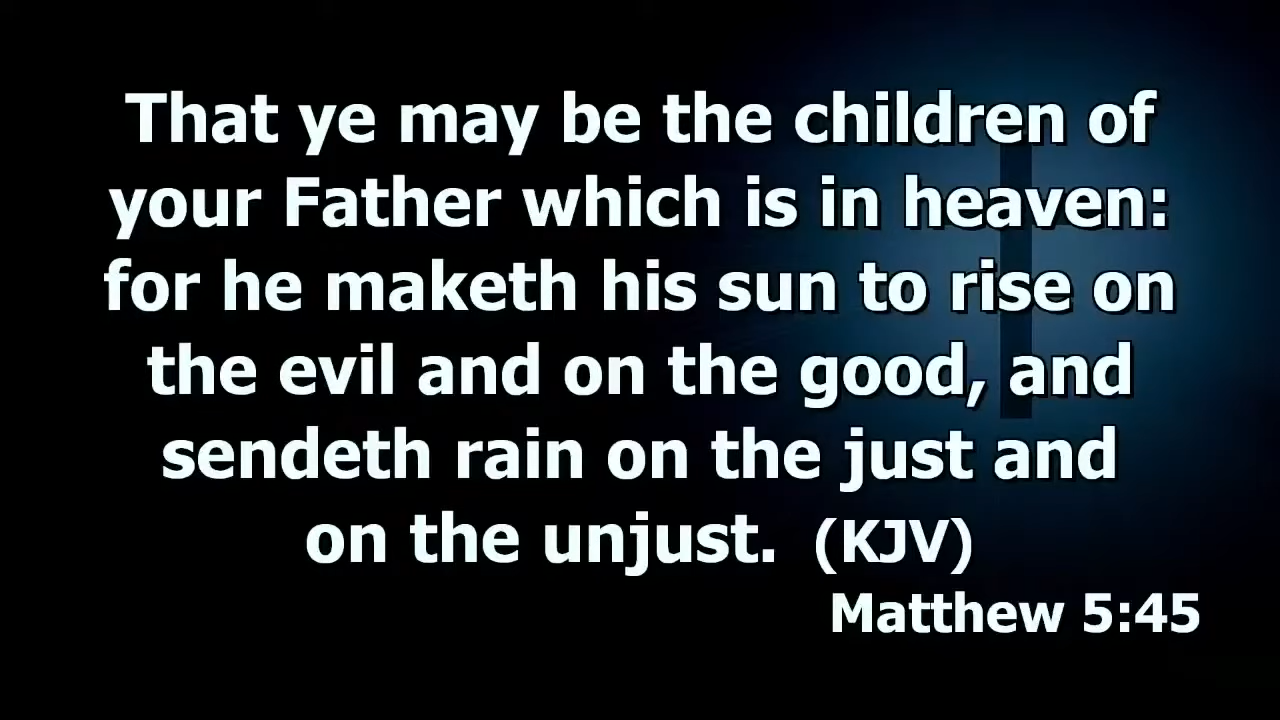 That ye may be the children of
your Father which is in heaven:
for he maketh his sun to rise on
the evil and on the good, and
sendeth rain on the just and
on the unjust. (KJV)
Matthew 5:45